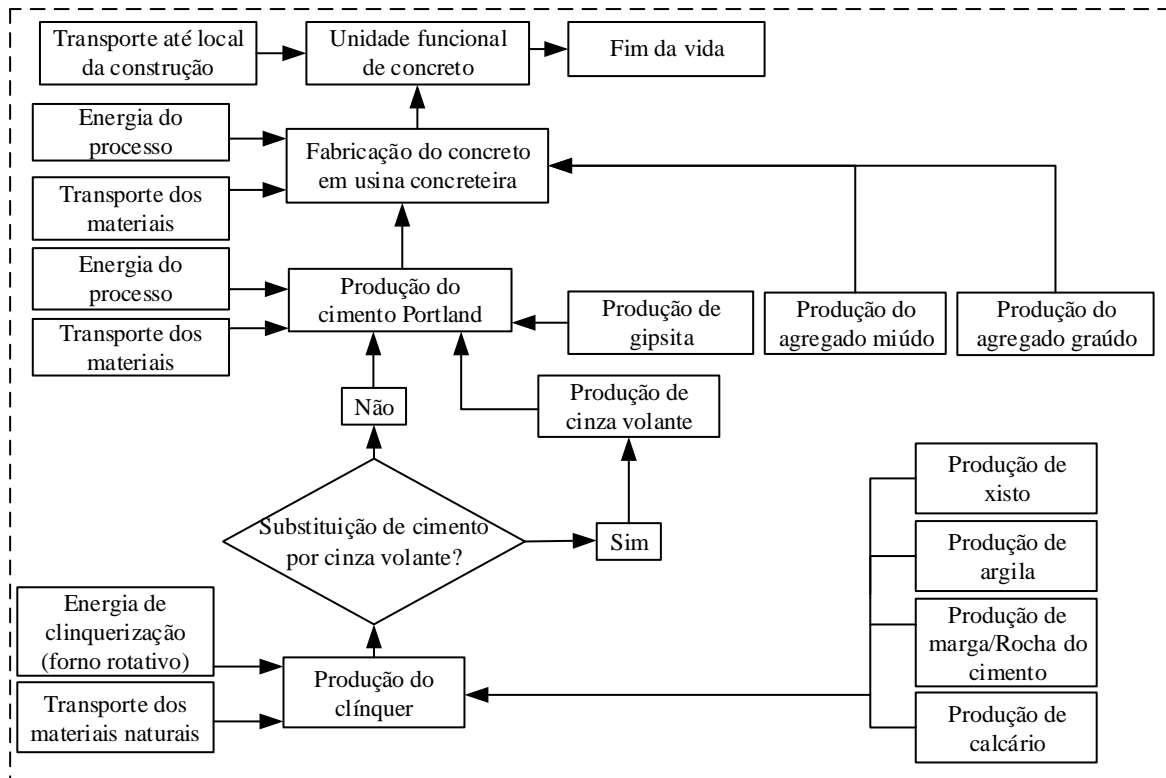 Transporte até local
da construção
Unidade funcional
de concreto
Fim da vida
Energia do
processo
Fabricação do concreto
em usina concreteira
Transporte dos
materiais
Energia do
processo
Produção do
cimento Portland
Transporte dos
materiais
Produção de
gipsita
Produção do
agregado miúdo
Produção do
agregado graúdo
Não
Produção de
cinza volante
Substituição de cimento
por cinza volante?
Sim
Produção de
xisto
Produção de
argila
Produção de
marga/Rocha do
cimento
Produção de
calcário
Energia de
clinquerização
(forno rotativo)
Produção do
clínquer
Transporte dos
materiais naturais